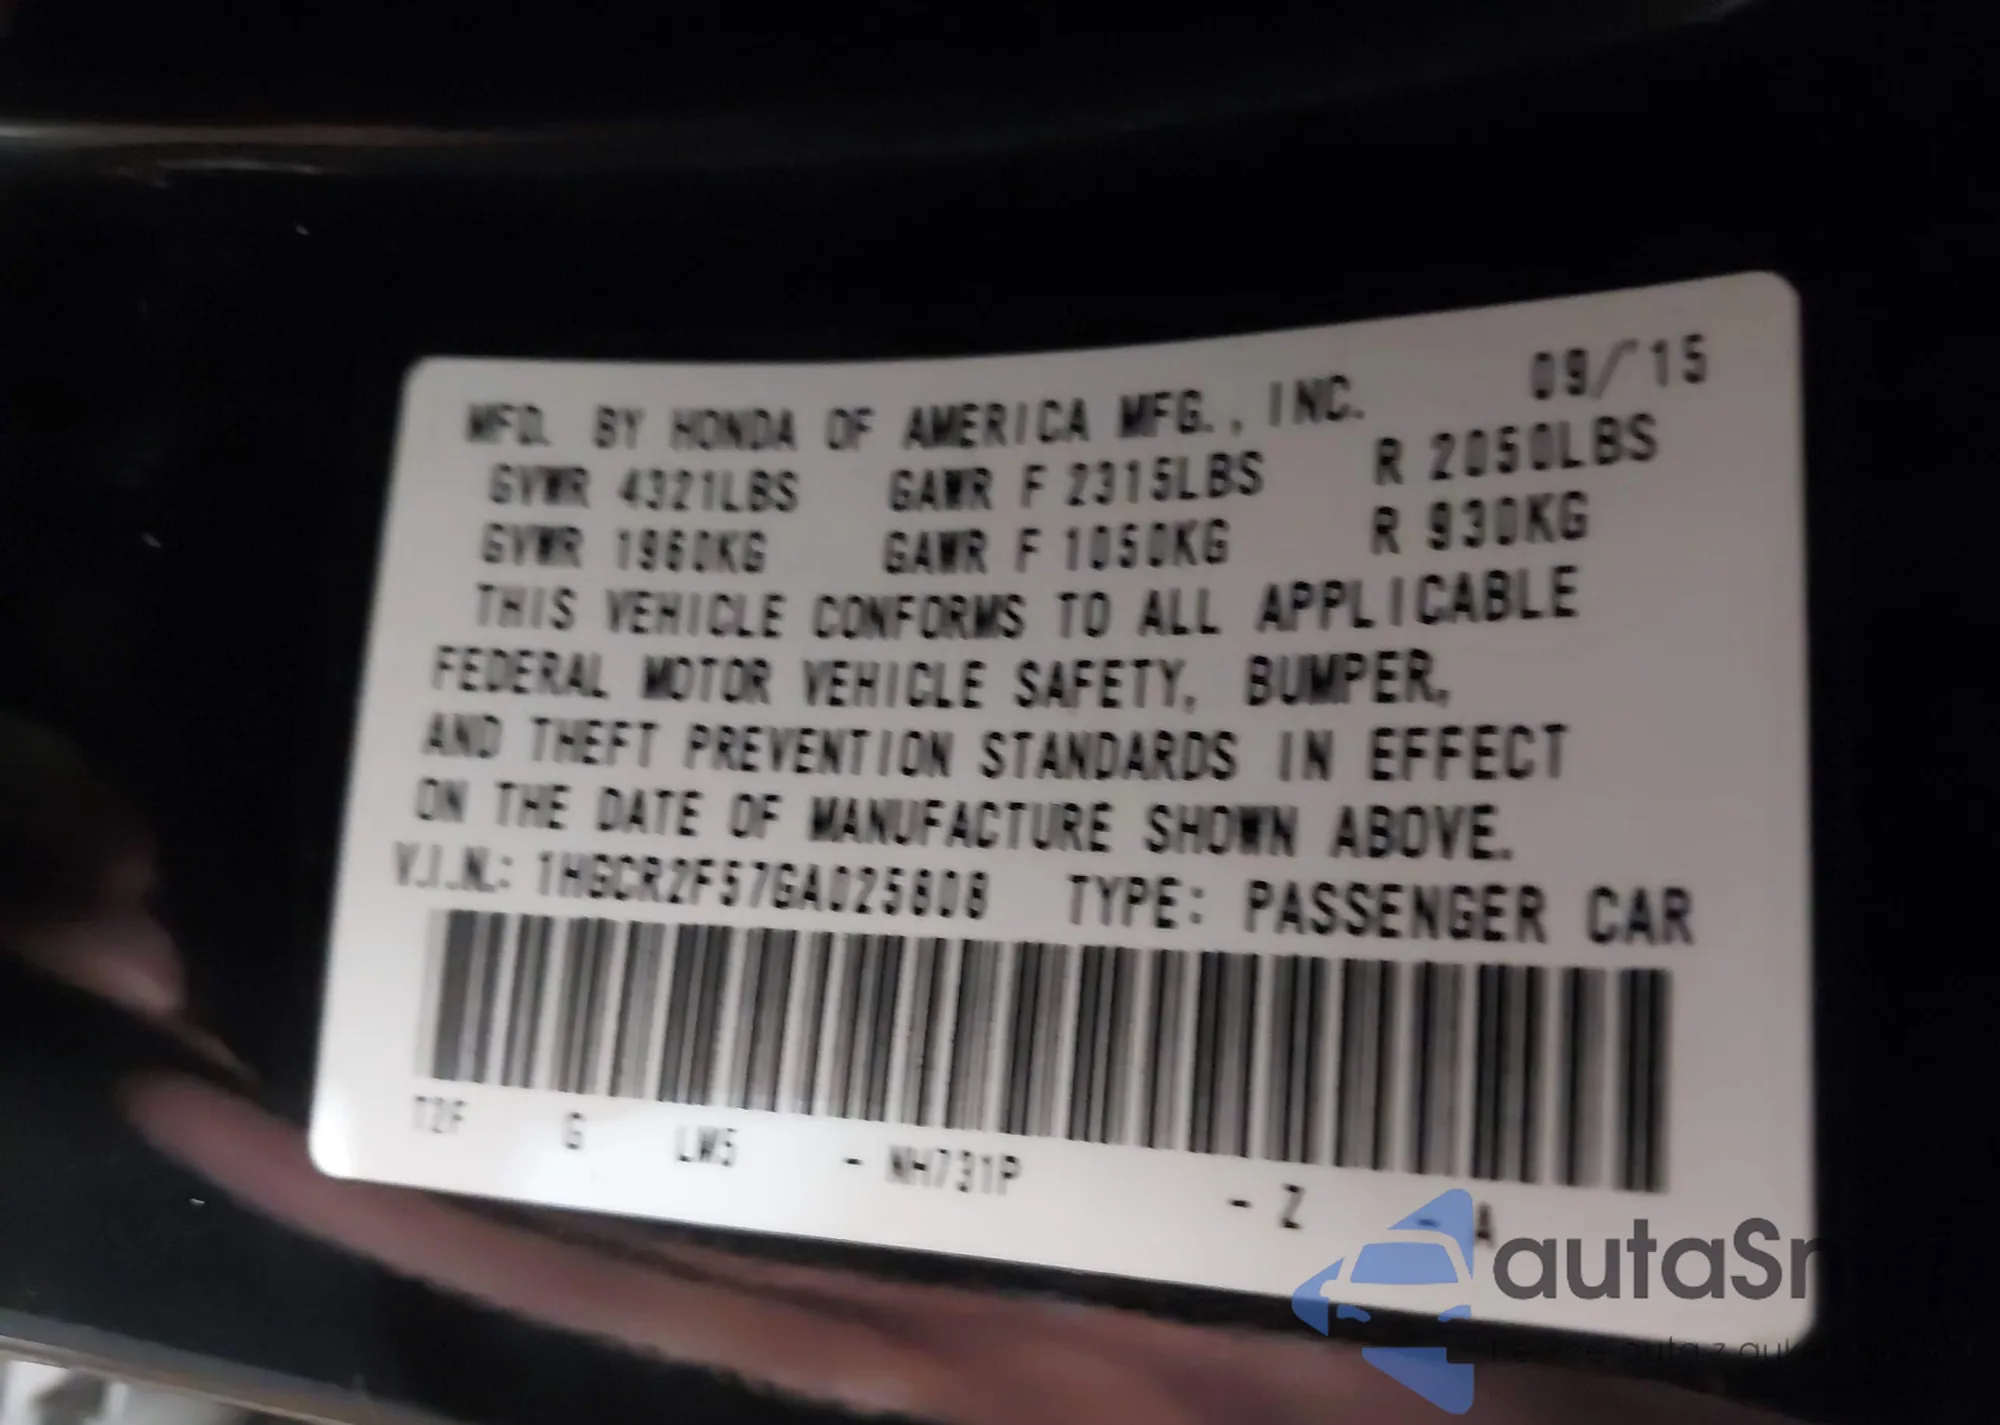 MFD. BY HONDA OF AMERICA MFG., INC. 09/15
GVWR 4321LBS GAWR F 2315LBS R 2050LBS
GVWR 1960KG GAWR F 1050KG R 930KG
THIS VEHICLE CONFORMS TO ALL APPLICABLE
FEDERAL MOTOR VEHICLE SAFETY, BUMPER,
AND THEFT PREVENTION STANDARDS IN EFFECT
ON THE DATE OF MANUFACTURE SHOWN ABOVE.
V.I.N.: 1HGCR2F57GA025808 TYPE: PASSENGER CAR
T2F G LW5 - NH731P - Z - A
autaSn